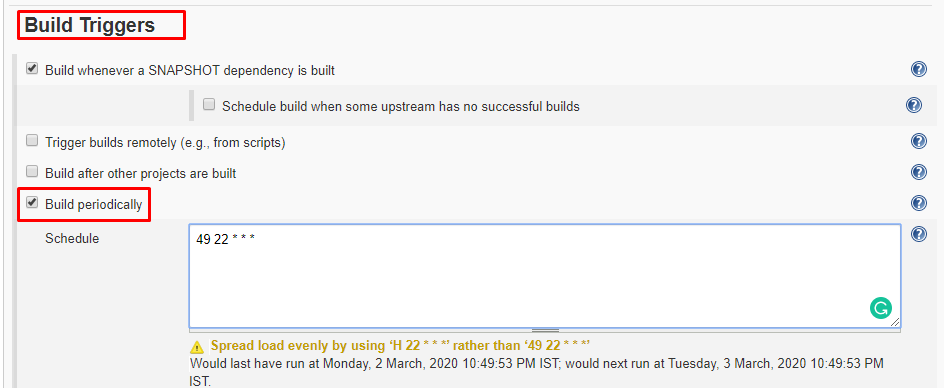 Build Triggers
Build whenever a SNAPSHOT dependency is built
Schedule build when some upstream has no successful builds
Trigger builds remotely (e.g., from scripts)
Build after other projects are built
Build periodically
Schedule
49 22 * * *
Spread load evenly by using ‘H 22 * * *’ rather than ‘49 22 * * *’
Would last have run at Monday, 2 March, 2020 10:49:53 PM IST; would next run at Tuesday, 3 March, 2020 10:49:53 PM
IST.